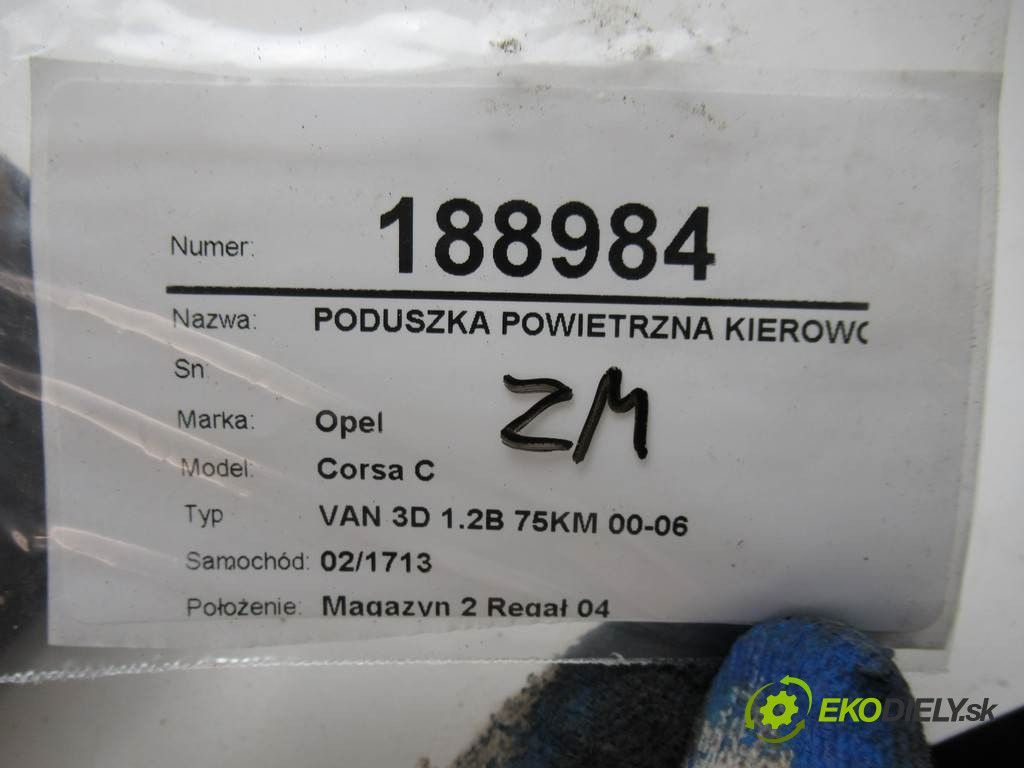 Numer: 188984
Nazwa: PODUSZKA POWIETRZNA KIEROWC
Sn:
ZM
Marka: Opel
Model: Corsa C
Typ VAN 3D 1.2B 75KM 00-06
Samochód: 02/1713
Położenie: Magazyn 2 Regał 04
EKODIELY.sk